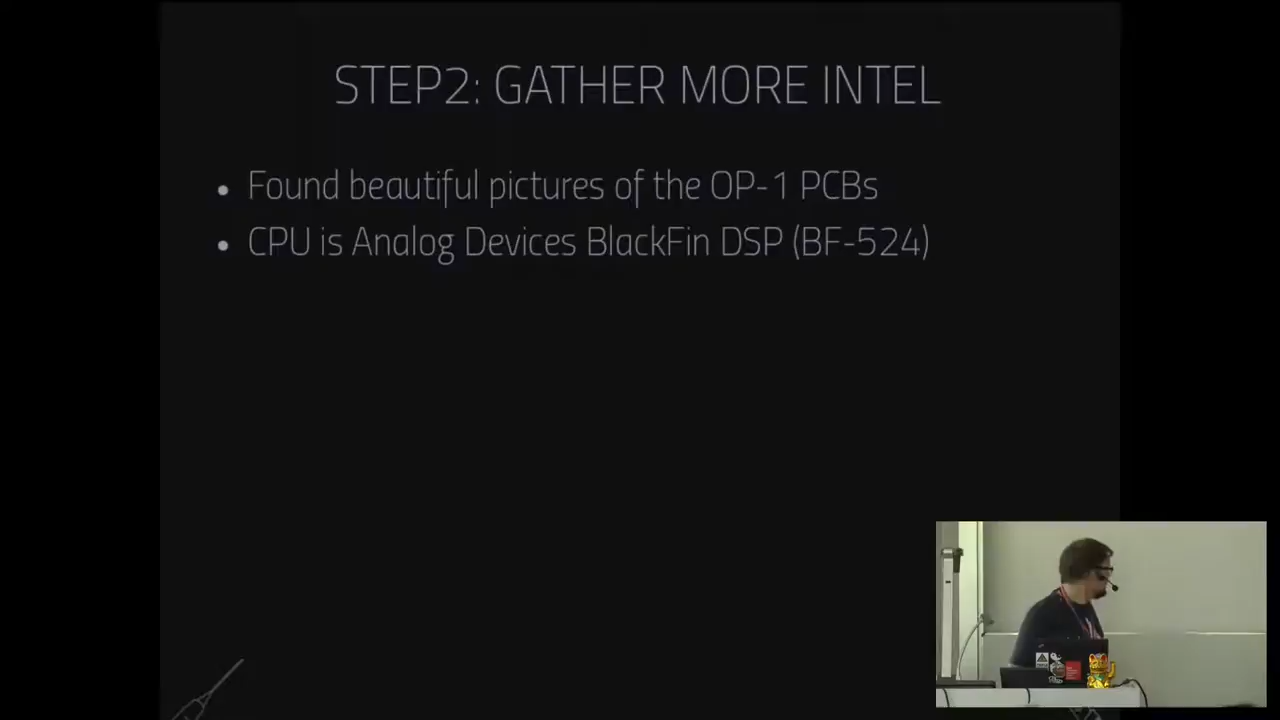 STEP2: GATHER MORE INTEL
Found beautiful pictures of the OP-1 PCBs
CPU is Analog Devices BlackFin DSP (BF-524)